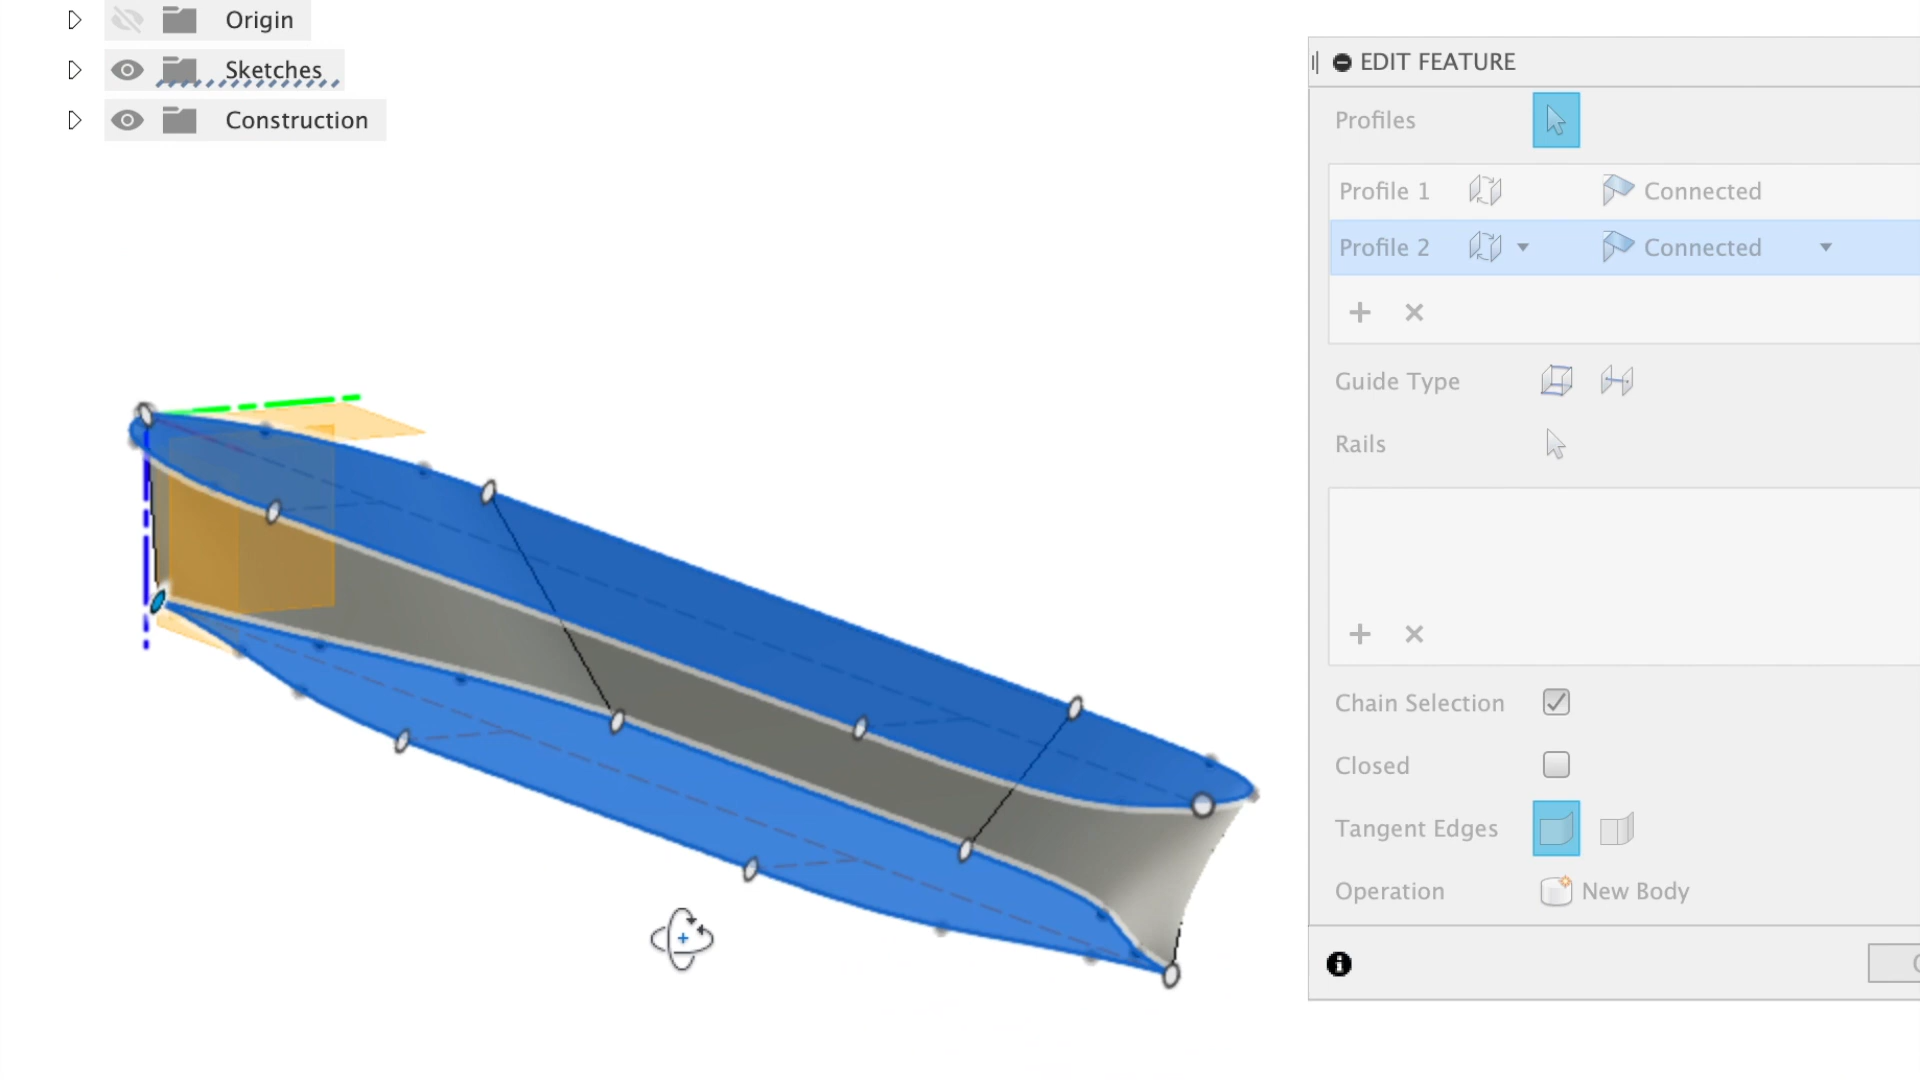 Origin
Sketches
Construction
EDIT FEATURE
Profiles
Profile 1 Connected
Profile 2 Connected
Guide Type
Rails
Chain Selection
Closed
Tangent Edges
Operation New Body